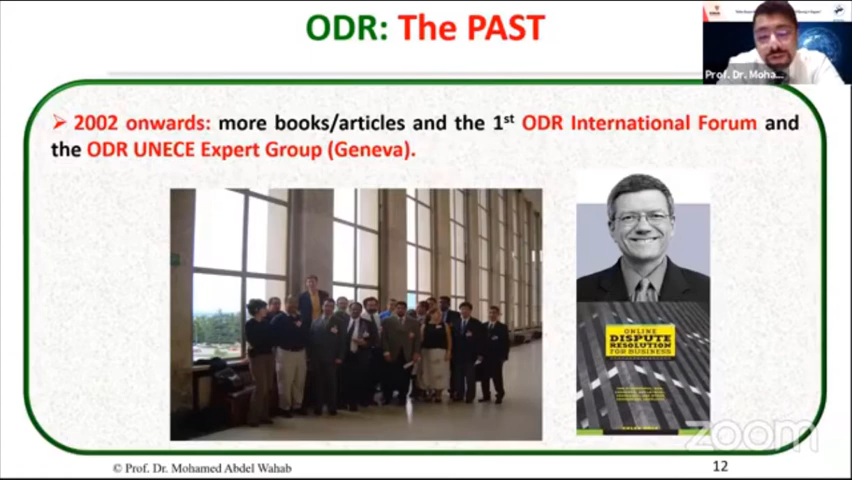 ODR: The PAST
Prof. Dr. Moha...
➢ 2002 onwards: more books/articles and the 1st ODR International Forum and
the ODR UNECE Expert Group (Geneva).
ONLINE
DISPUTE
RESOLUTION
FOR BUSINESS
zoom
© Prof. Dr. Mohamed Abdel Wahab
12